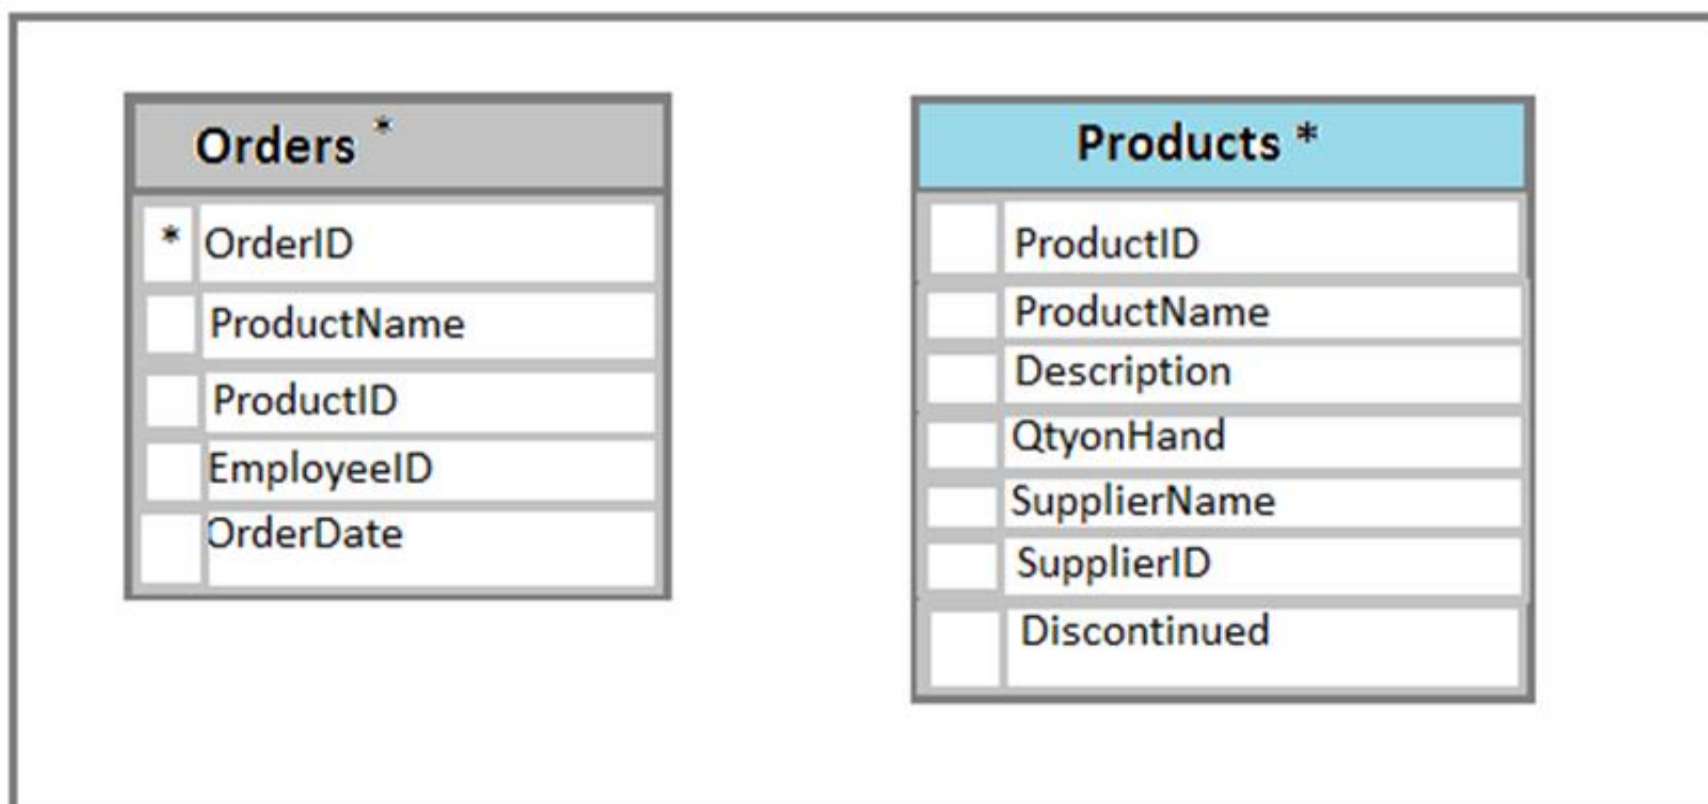 Orders *
* OrderID
ProductName
ProductID
EmployeeID
OrderDate
Products *
ProductID
ProductName
Description
QtyonHand
SupplierName
SupplierID
Discontinued